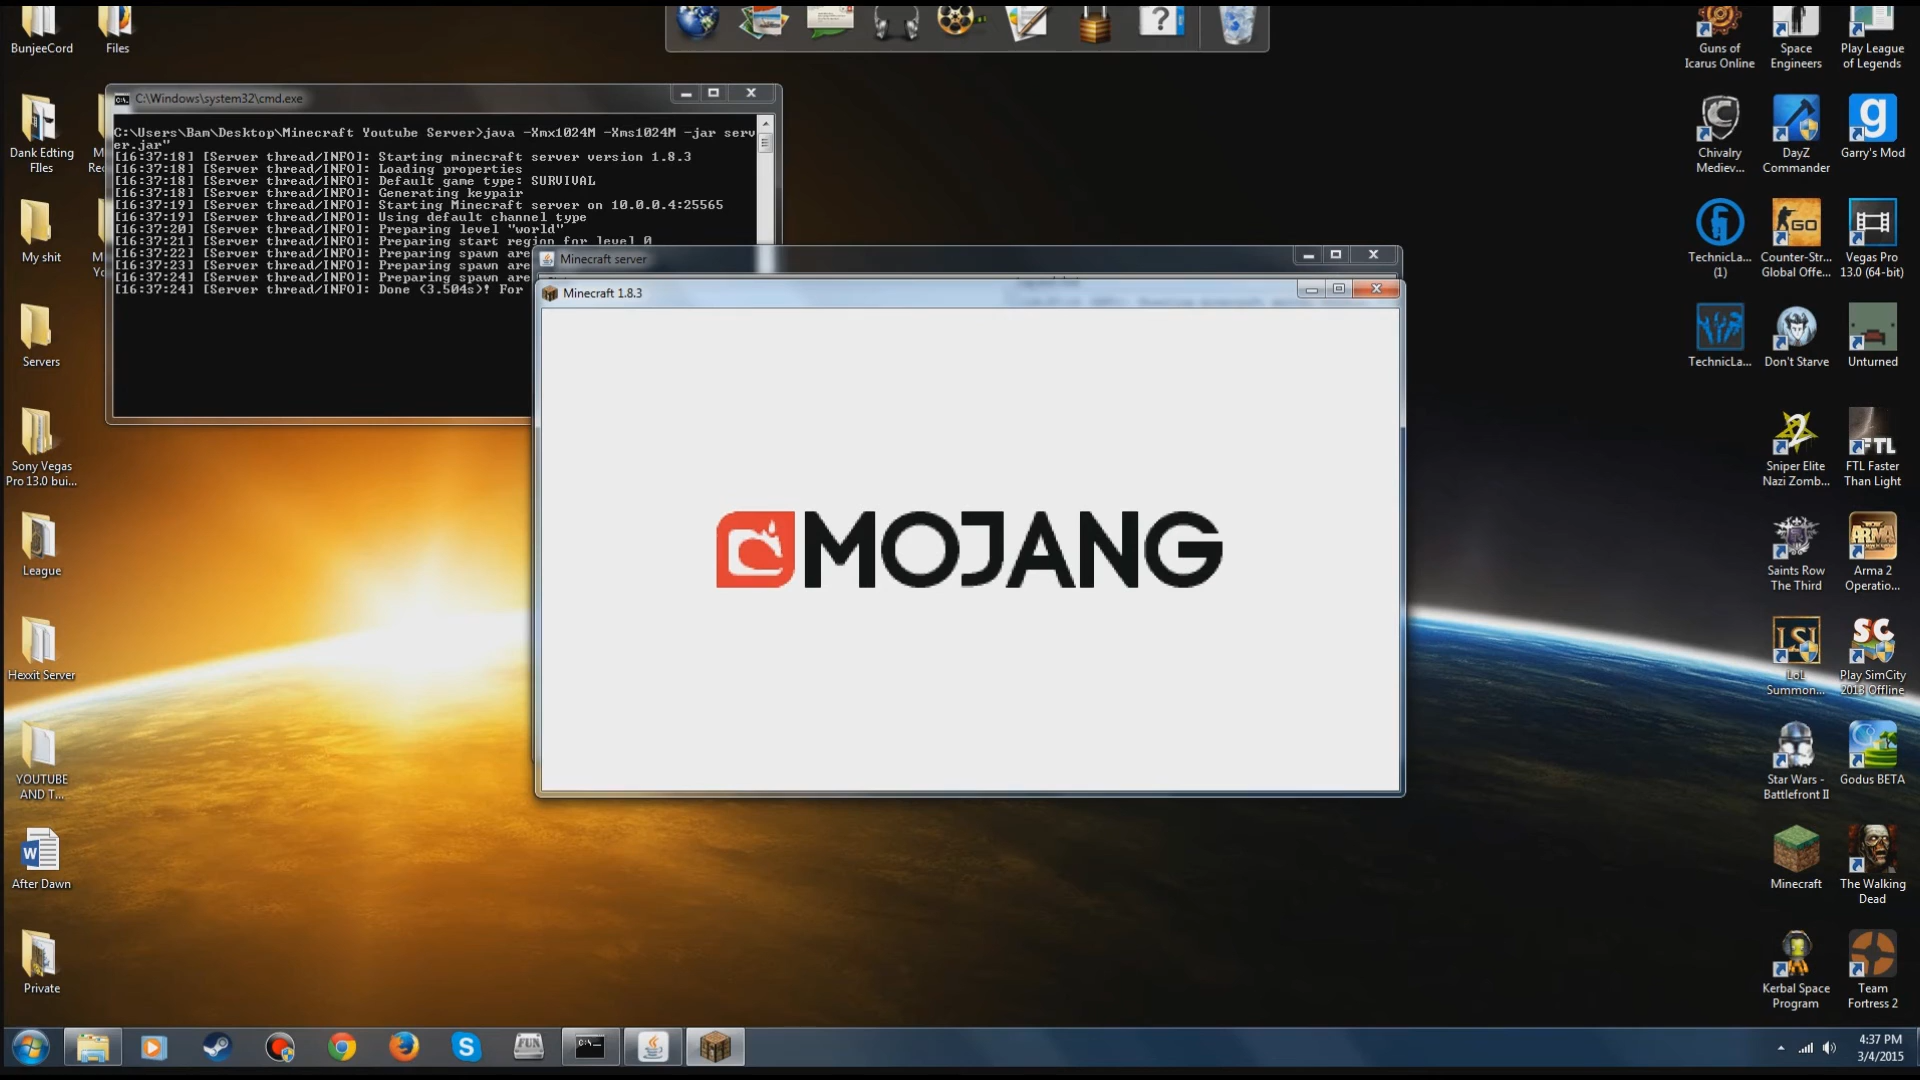 BunjeeCord
Files
Dank Edting
FIles
My shit
Servers
Sony Vegas
Pro 13.0 bui...
League
Hexxit Server
YOUTUBE
AND T...
After Dawn
Private
C:\Windows\system32\cmd.exe
C:\Users\Bam\Desktop\Minecraft Youtube Server>java -Xmx1024M -Xms1024M -jar serv
er.jar"
[16:37:18] [Server thread/INFO]: Starting minecraft server version 1.8.3
[16:37:18] [Server thread/INFO]: Loading properties
[16:37:18] [Server thread/INFO]: Default game type: SURVIVAL
[16:37:18] [Server thread/INFO]: Generating keypair
[16:37:19] [Server thread/INFO]: Starting Minecraft server on 10.0.0.4:25565
[16:37:19] [Server thread/INFO]: Using default channel type
[16:37:20] [Server thread/INFO]: Preparing level "world"
[16:37:21] [Server thread/INFO]: Preparing start region for level 0
[16:37:22] [Server thread/INFO]: Preparing spawn are
[16:37:23] [Server thread/INFO]: Preparing spawn are
[16:37:24] [Server thread/INFO]: Preparing spawn are
[16:37:24] [Server thread/INFO]: Done (3.504s)! For
Minecraft server
Minecraft 1.8.3
MOJANG
Guns of
Icarus Online
Space
Engineers
Play League
of Legends
Chivalry
Mediev...
DayZ
Commander
Garry's Mod
TechnicLa...
(1)
GO
Counter-Str...
Global Offe...
Vegas Pro
13.0 (64-bit)
TechnicLa...
Don't Starve
Unturned
2
Sniper Elite
Nazi Zomb...
FTL
FTL Faster
Than Light
Saints Row
The Third
ARMA
Arma 2
Operatio...
LSI
LoL
Summon...
SC
Play SimCity
2013 Offline
Star Wars -
Battlefront II
Godus BETA
Minecraft
The Walking
Dead
Kerbal Space
Program
Team
Fortress 2
FUN
4:37 PM
3/4/2015